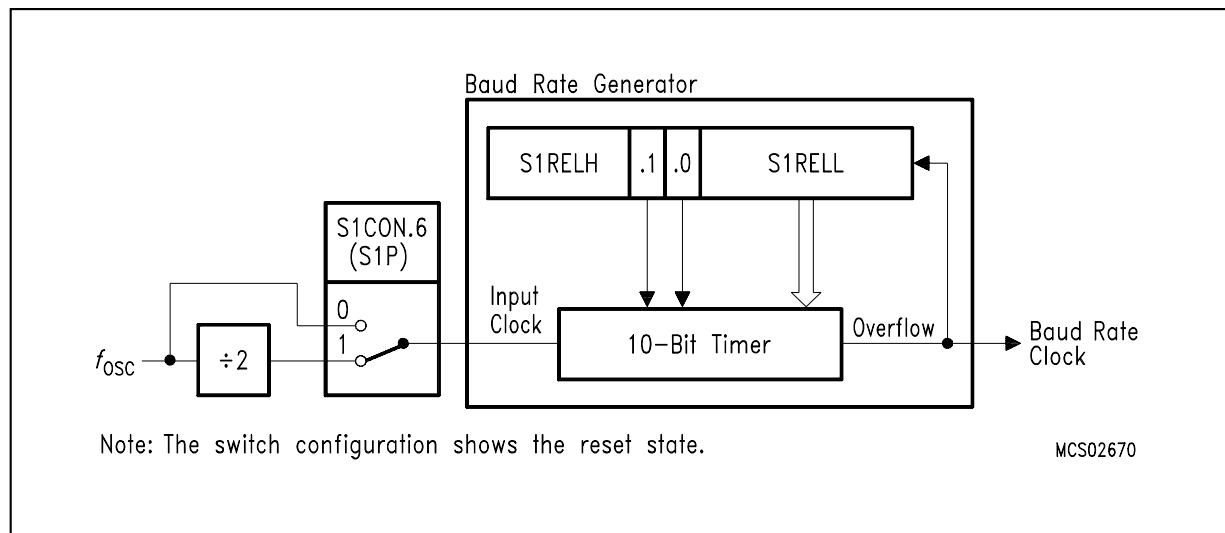 Baud Rate Generator
S1RELH .1 .0 S1RELL
S1CON.6
(S1P)
0
1
Input
Clock
10-Bit Timer
Overflow
Baud Rate
Clock
fOSC
÷2
Note: The switch configuration shows the reset state.
MCS02670